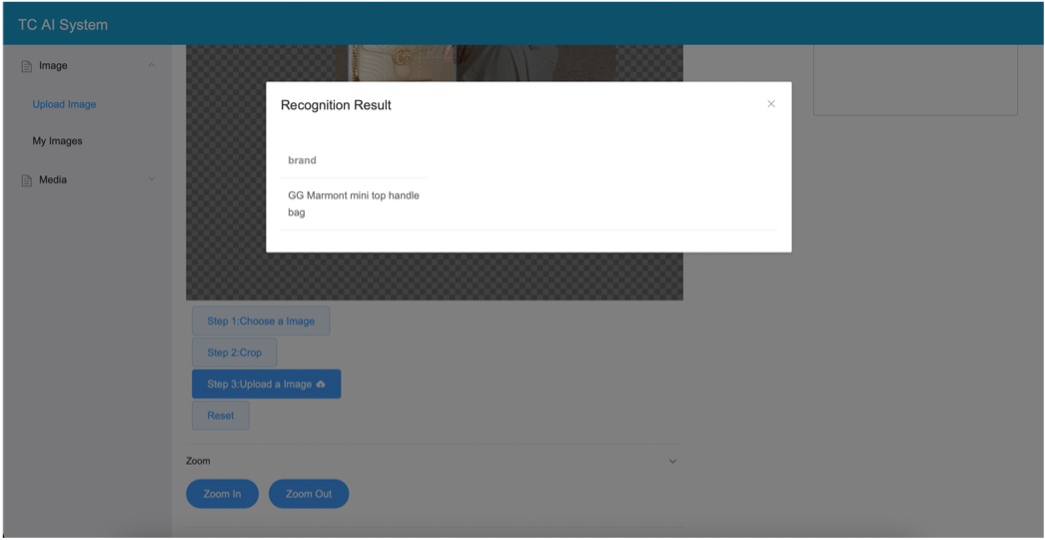 TC AI System
Image
Upload Image
My Images
Media
Recognition Result
brand
GG Marmont mini top handle
bag
Step 1:Choose a Image
Step 2:Crop
Step 3:Upload a Image
Reset
Zoom
Zoom In
Zoom Out